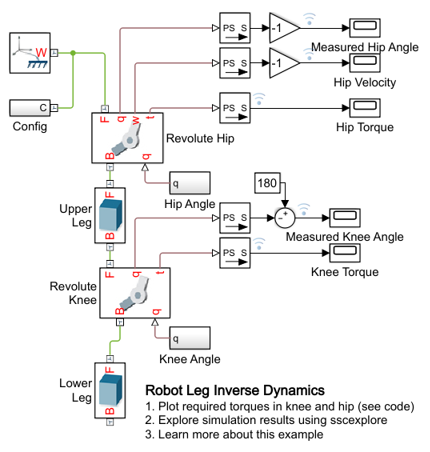 PS S
-1
Measured Hip Angle
W
PS S
-1
Hip Velocity
C
Config
F
q
w
t
PS S
Hip Torque
Revolute Hip
B
q
q
Hip Angle
F
Upper
Leg
B
180
PS S
-
+
Measured Knee Angle
PS S
Knee Torque
F
q
t
Revolute
Knee
B
q
q
Knee Angle
F
Lower
Leg
B
Robot Leg Inverse Dynamics
1. Plot required torques in knee and hip (see code)
2. Explore simulation results using sscexplore
3. Learn more about this example